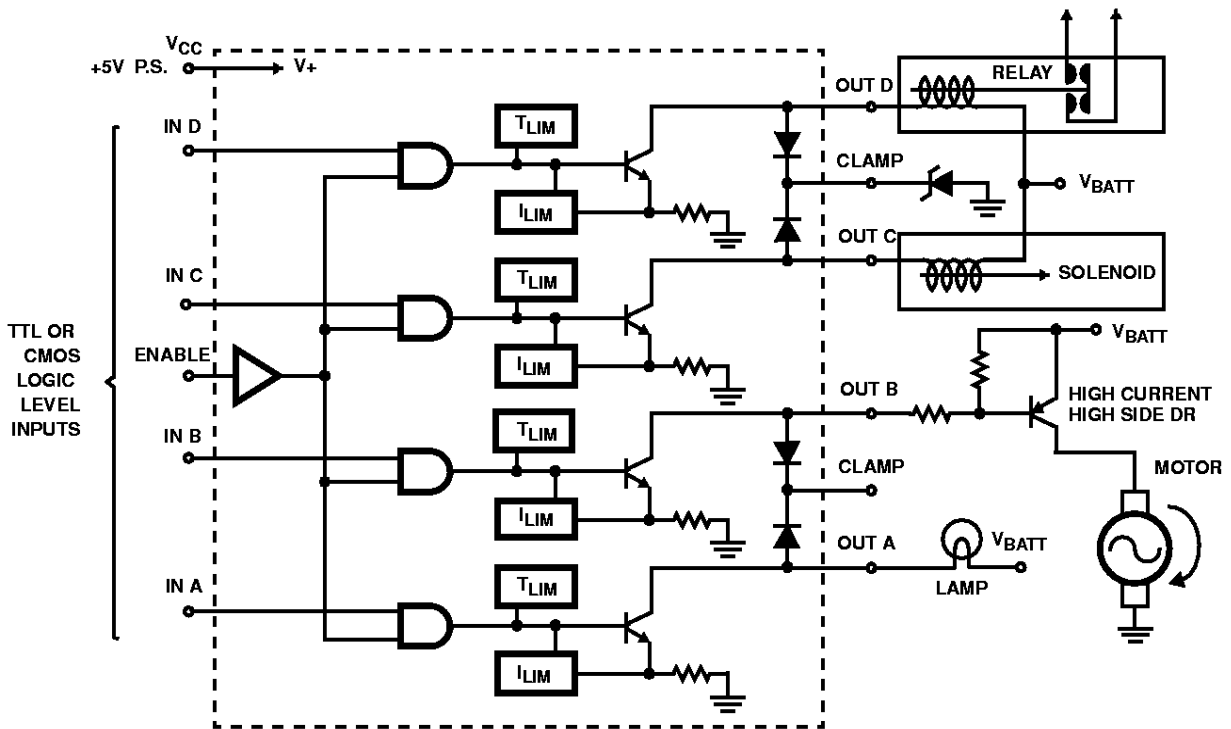 VCC
+5V P.S.
V+
IN D
IN C
TTL OR
CMOS
LOGIC
LEVEL
INPUTS
ENABLE
IN B
IN A
TLIM
ILIM
TLIM
ILIM
TLIM
ILIM
TLIM
ILIM
OUT D
RELAY
CLAMP
VBATT
OUT C
SOLENOID
VBATT
OUT B
HIGH CURRENT
HIGH SIDE DR
CLAMP
MOTOR
OUT A
VBATT
LAMP